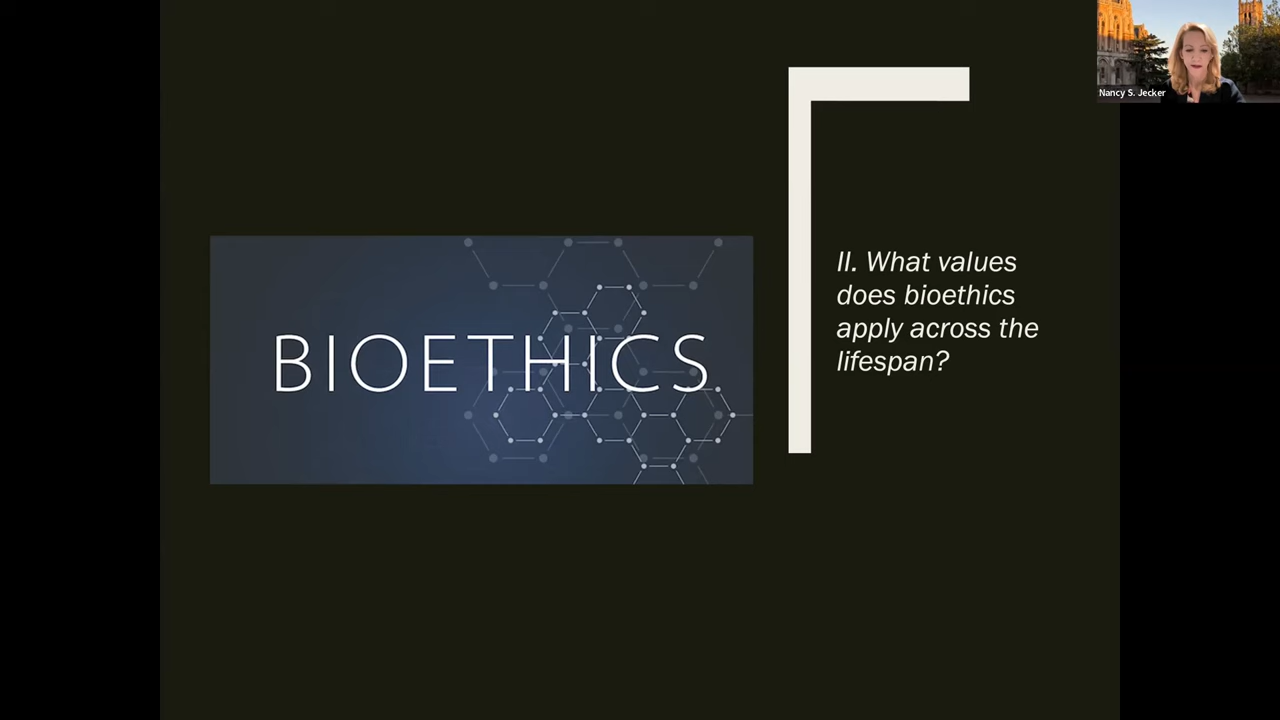 BIOETHICS
II. What values
does bioethics
apply across the
lifespan?
Nancy S. Jecker